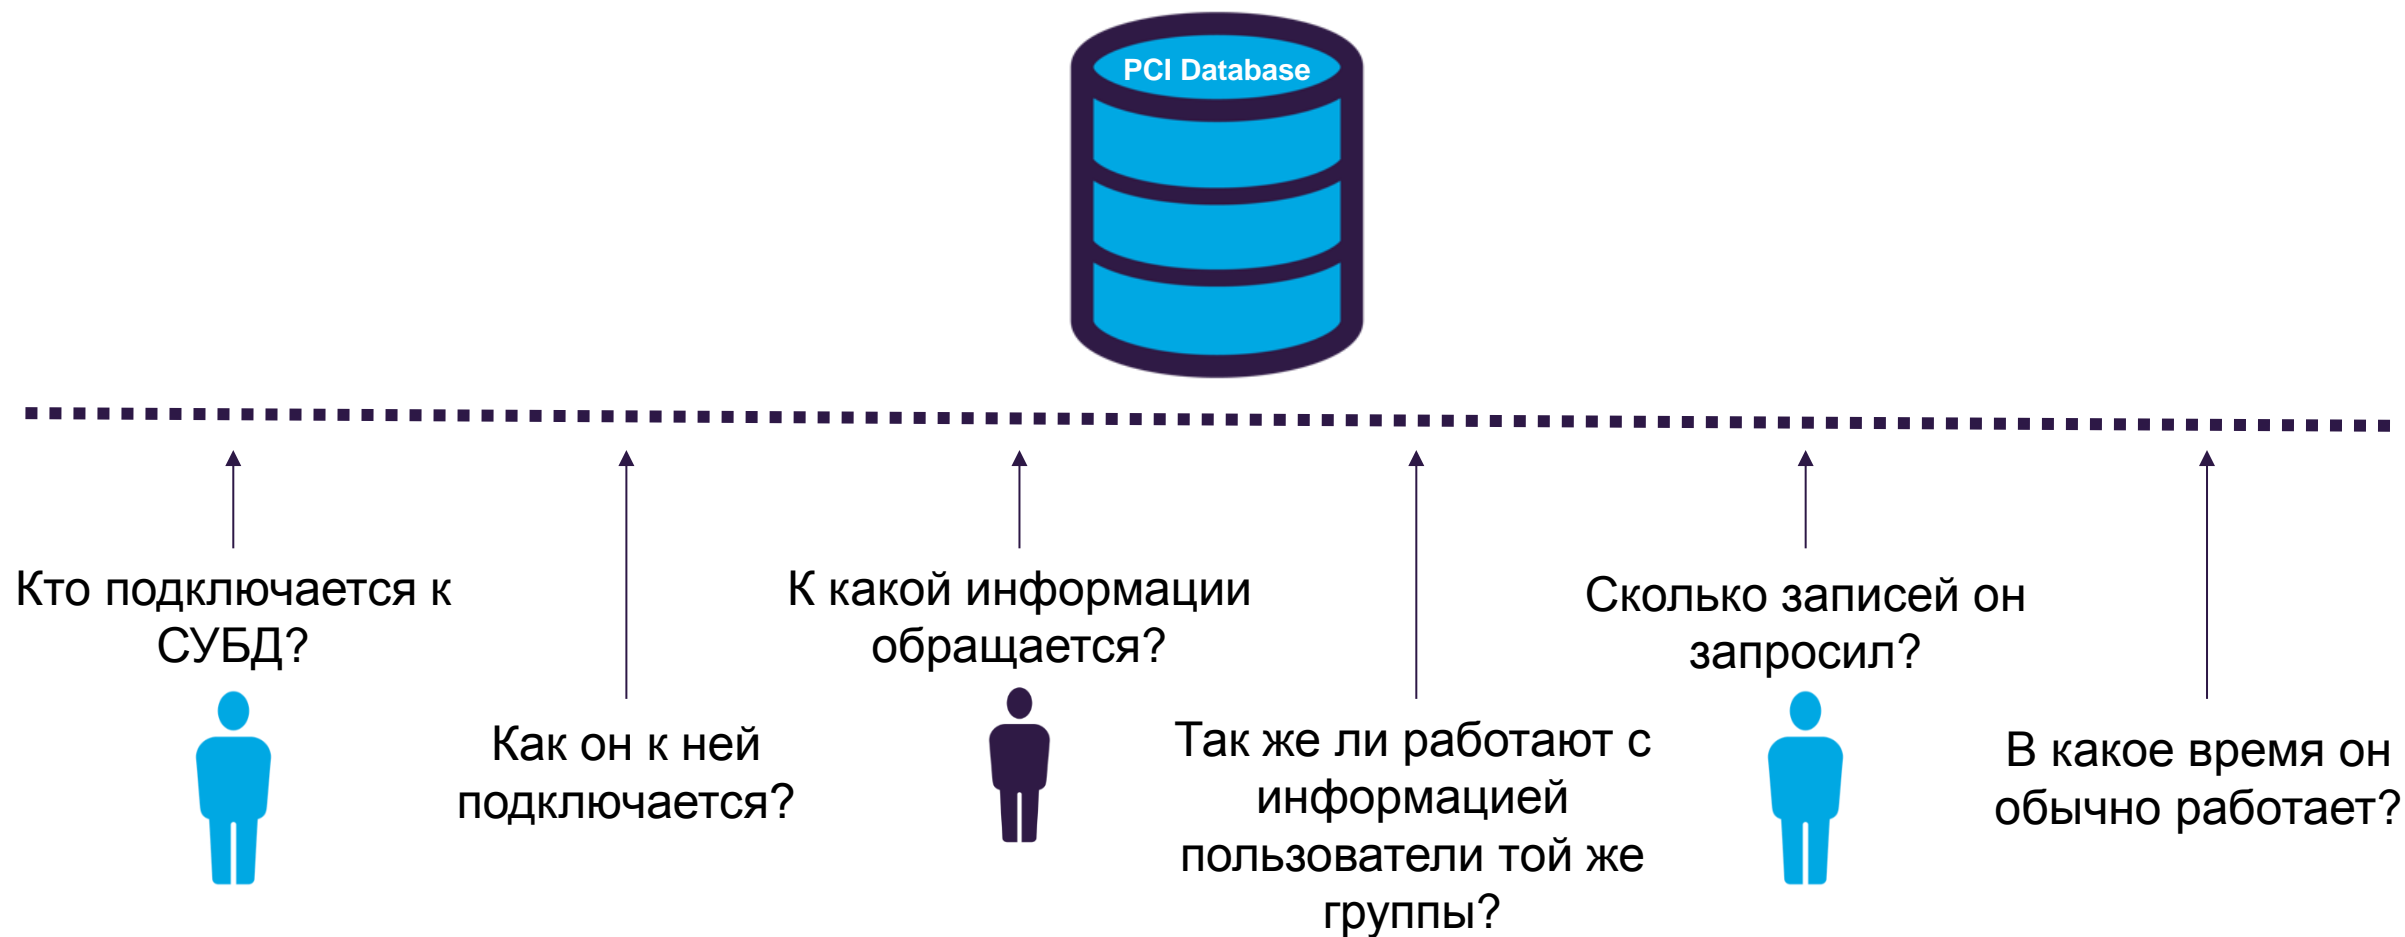 PCI Database
Кто подключается к
СУБД?
Как он к ней
подключается?
К какой информации
обращается?
Так же ли работают с
информацией
пользователи той же
группы?
Сколько записей он
запросил?
В какое время он
обычно работает?